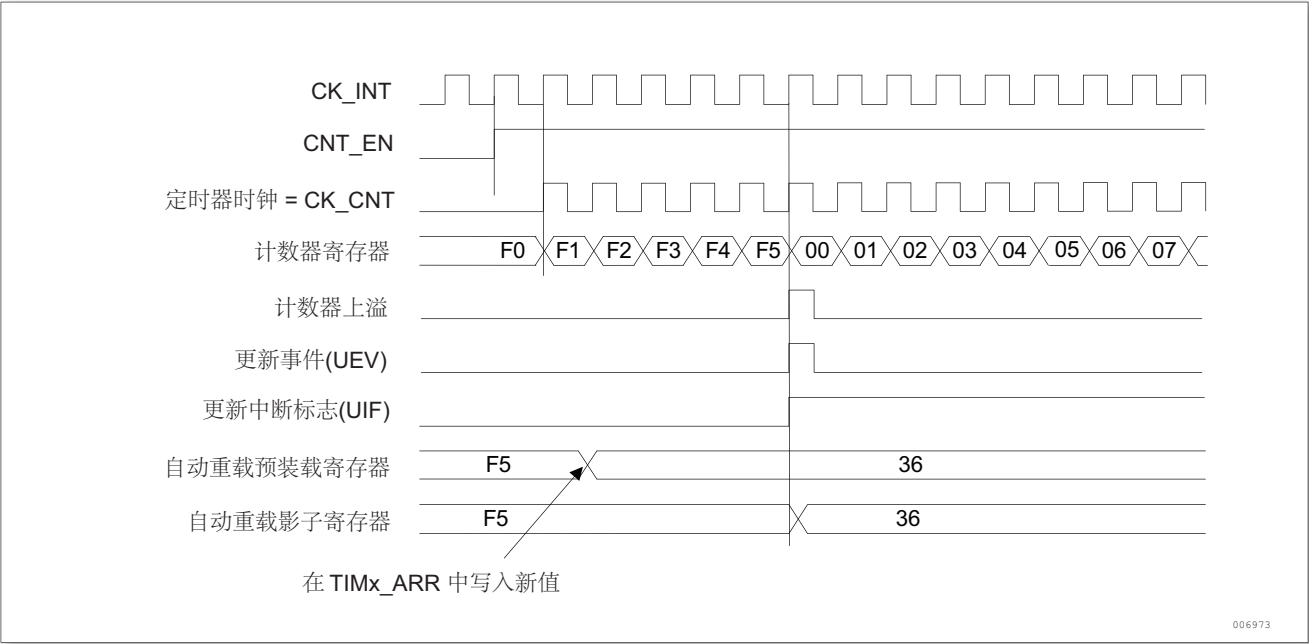 CK_INT
CNT_EN
定时器时钟 = CK_CNT
计数器寄存器 F0 F1 F2 F3 F4 F5 00 01 02 03 04 05 06 07
计数器上溢
更新事件(UEV)
更新中断标志(UIF)
自动重载预装载寄存器 F5 36
自动重载影子寄存器 F5 36
在 TIMx_ARR 中写入新值
006973